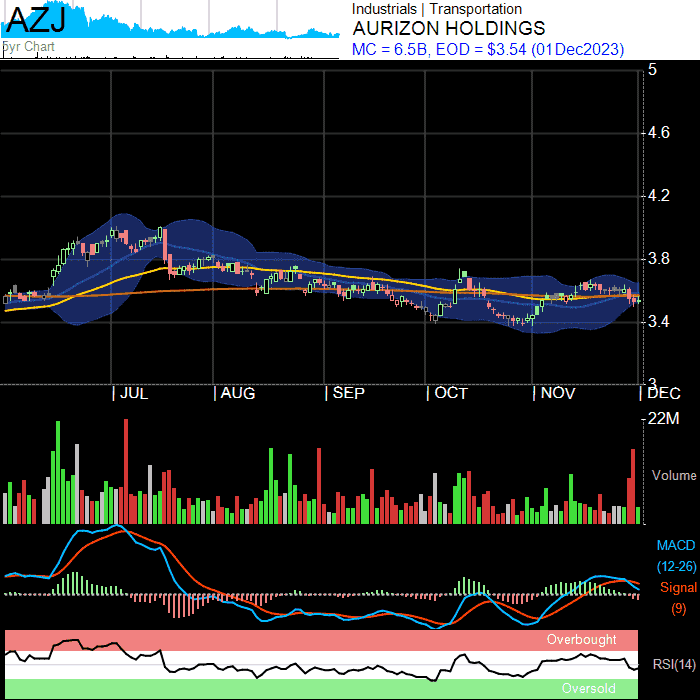 AZJ
5yr Chart
Industrials | Transportation
AURIZON HOLDINGS
MC = 6.5B, EOD = $3.54 (01Dec2023)
5
4.6
4.2
3.8
3.4
3
| JUL | AUG | SEP | OCT | NOV | DEC
22M
Volume
MACD
(12-26)
Signal
(9)
Overbought
RSI(14)
Oversold